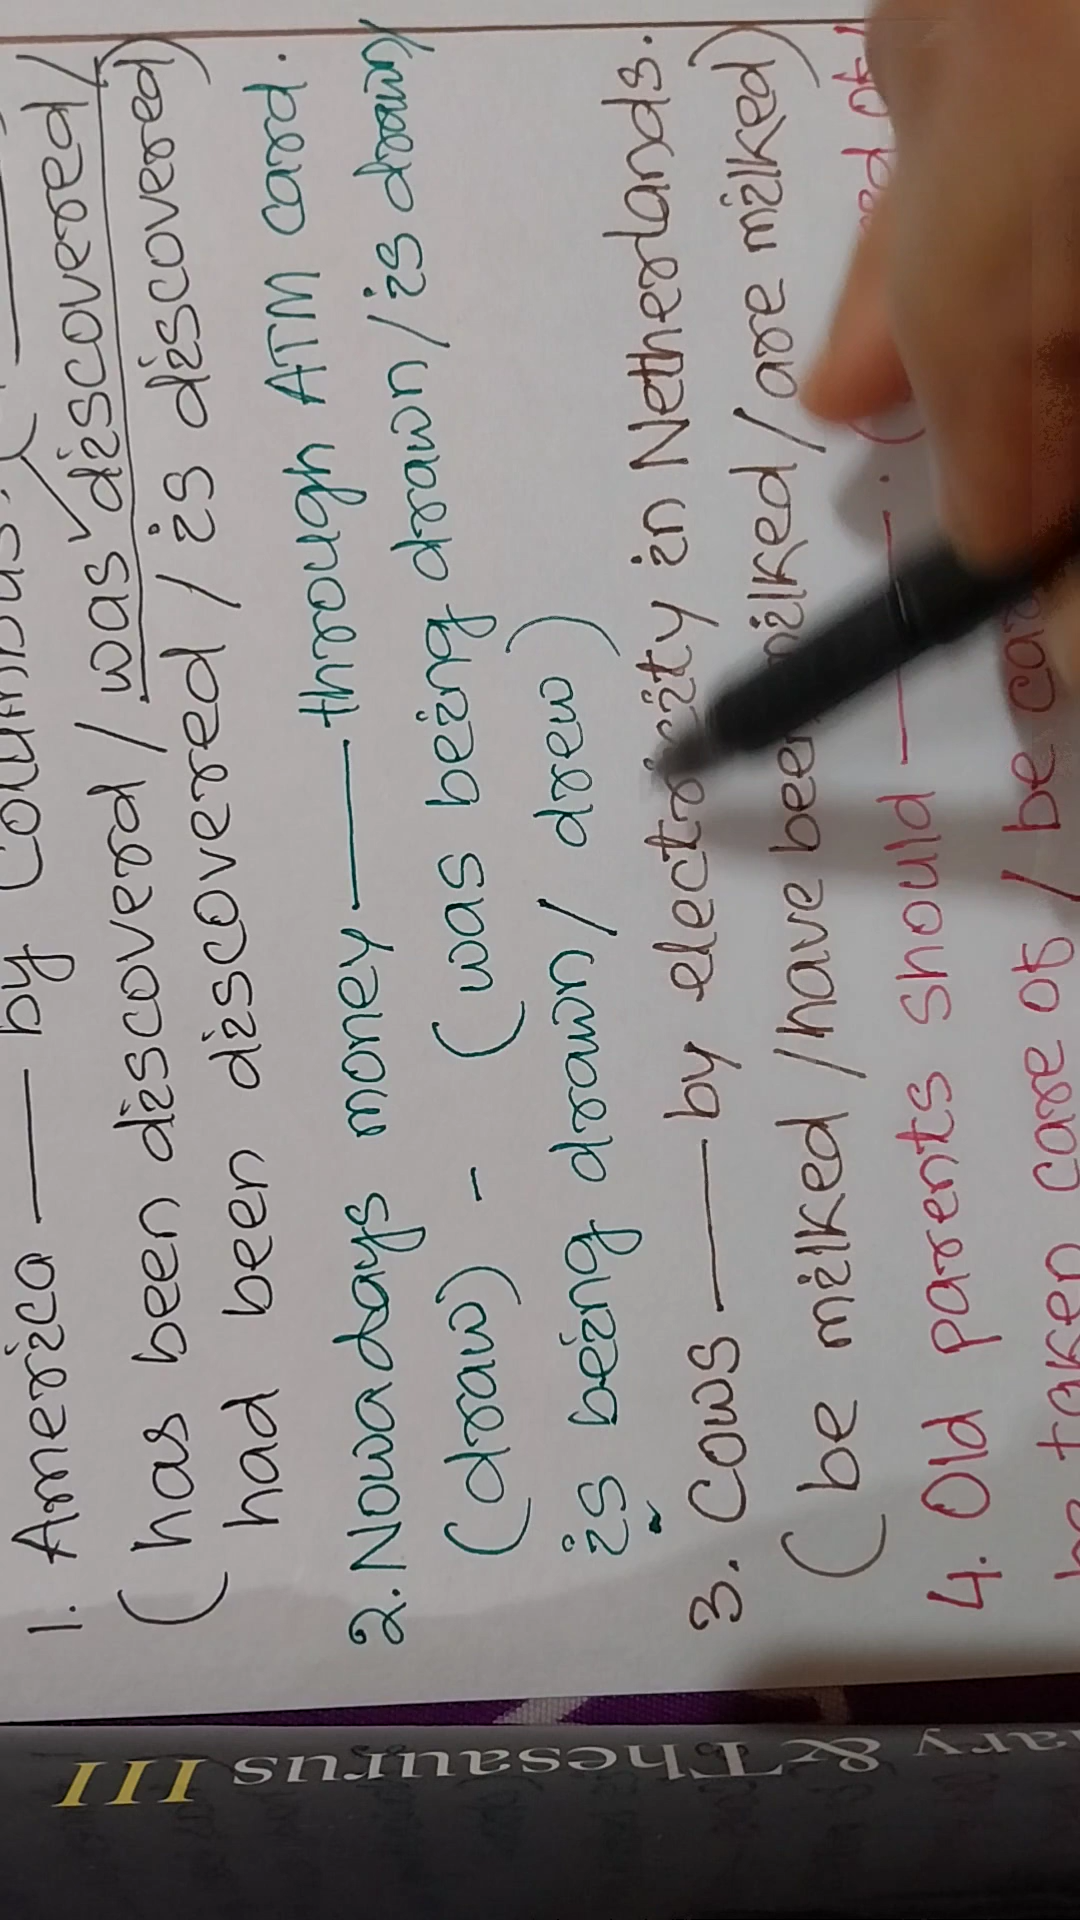 1. America — by Columbus. (
(has been discoverd / was discovered /
had been discovered / is discovered)
2. Nowadays money — through ATM card.
(draw) - (was being drawn / is drawn /
is being drawn / drew)
3. Cows — by electricity in Netherlands.
(be milked / have been milked / are milked)
4. Old parents should — . (
be taken care of / be
ary & Thesaurus III